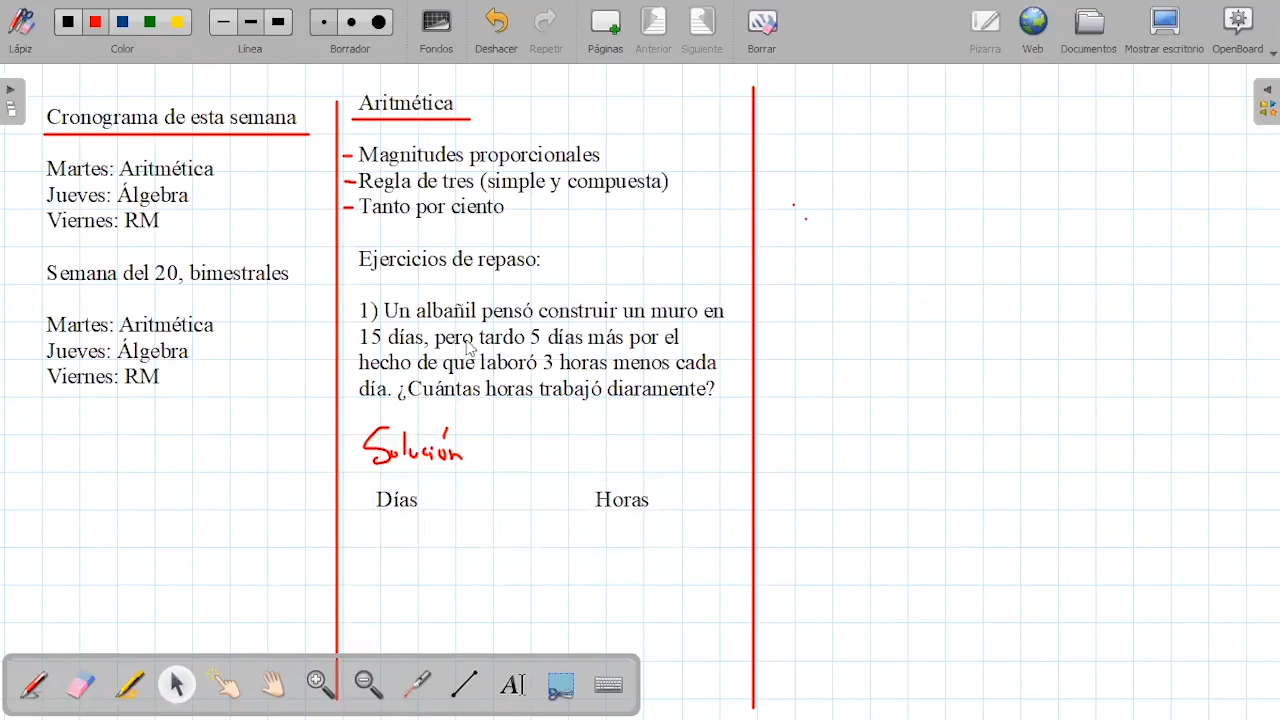 Lápiz
Color
Línea
Borrador
Fondos
Deshacer
Repetir
Páginas
Anterior
Siguiente
Borrar
Pizarra
Web
Documentos
Mostrar escritorio
OpenBoard
Cronograma de esta semana
Martes: Aritmética
Jueves: Álgebra
Viernes: RM
Semana del 20, bimestrales
Martes: Aritmética
Jueves: Álgebra
Viernes: RM
Aritmética
- Magnitudes proporcionales
- Regla de tres (simple y compuesta)
- Tanto por ciento
Ejercicios de repaso:
1) Un albañil pensó construir un muro en
15 días, pero tardo 5 días más por el
hecho de que laboró 3 horas menos cada
día. ¿Cuántas horas trabajó diaramente?
Solución
Días Horas
AI